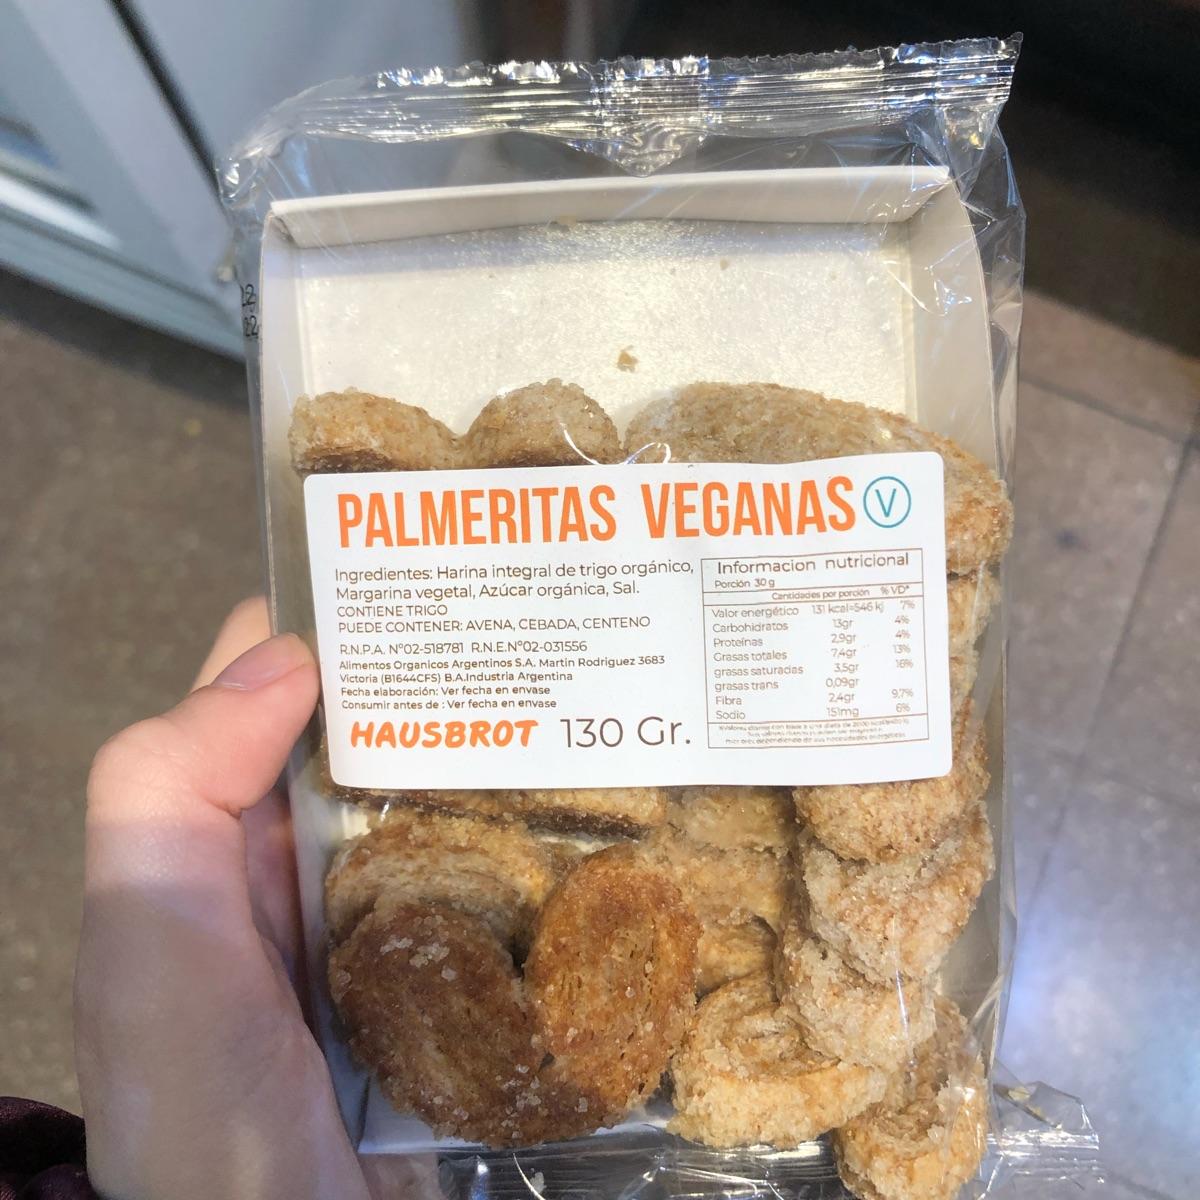 22
22
PALMERITAS VEGANAS V
Ingredientes: Harina integral de trigo orgánico,
Margarina vegetal, Azúcar orgánica, Sal.
CONTIENE TRIGO
PUEDE CONTENER: AVENA, CEBADA, CENTENO
R.N.P.A. Nº02-518781 R.N.E.Nº02-031556
Alimentos Organicos Argentinos S.A. Martin Rodriguez 3683
Victoria (B1644CFS) B.A.Industria Argentina
Fecha elaboración: Ver fecha en envase
Consumir antes de : Ver fecha en envase
HAUSBROT 130 Gr.
Informacion nutricional
Porción 30 g
Cantidades por porción % VD*
Valor energético 131 kcal=546 kj 7%
Carbohidratos 13gr 4%
Proteínas 2,9gr 4%
Grasas totales 7,4gr 13%
grasas saturadas 3,5gr 16%
grasas trans 0,09gr
Fibra 2,4gr 9,7%
Sodio 151mg 6%